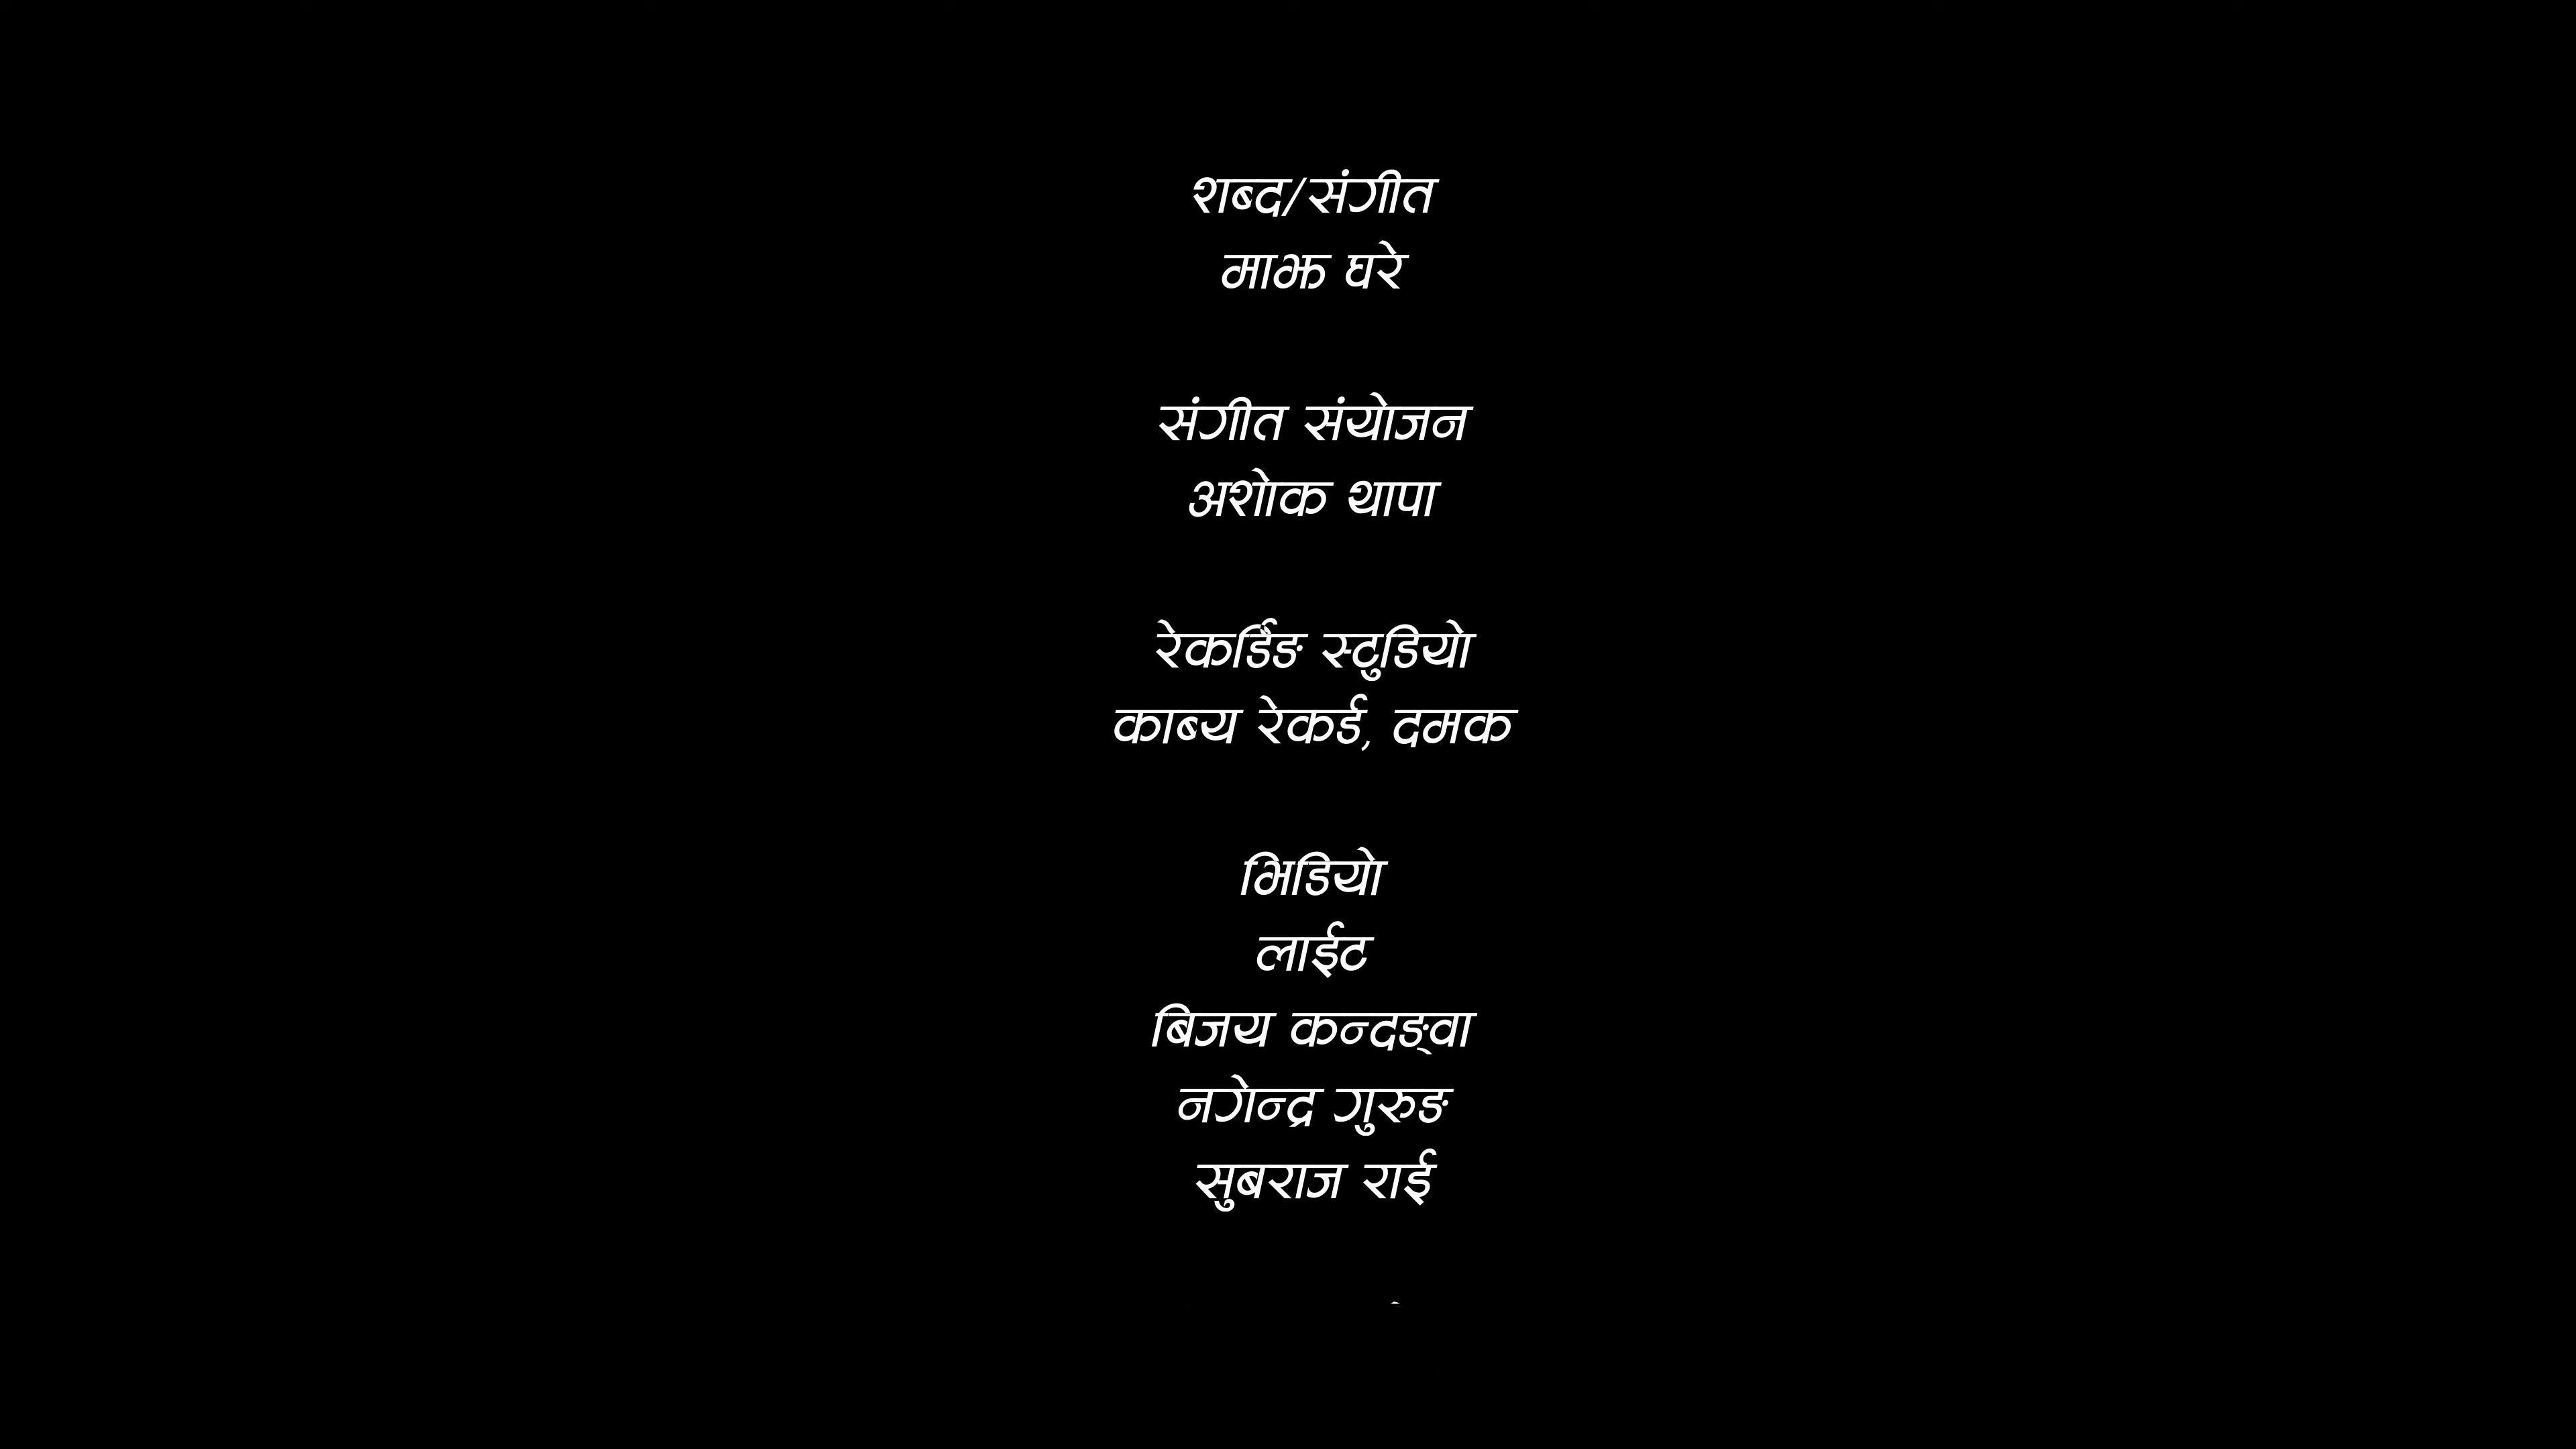 शब्द/संगीत
माझ घरे
संगीत संयोजन
अशोक थापा
रेकर्डिङ स्टुडियो
काब्य रेकर्ड, दमक
भिडियो
लाईट
बिजय कन्दङ्वा
नगेन्द्र गुरुङ
सुबराज राई